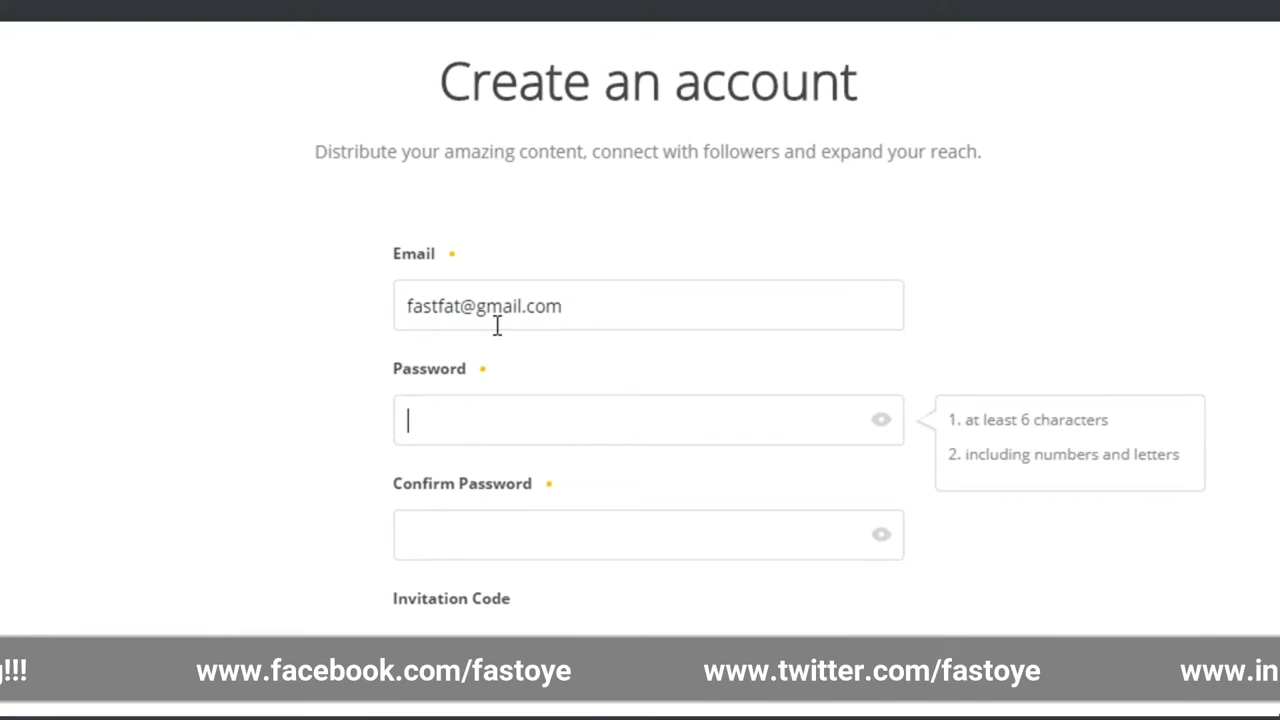 Create an account
Distribute your amazing content, connect with followers and expand your reach.
Email
fastfat@gmail.com
Password
1. at least 6 characters
2. including numbers and letters
Confirm Password
Invitation Code
g!!! www.facebook.com/fastoye www.twitter.com/fastoye www.in